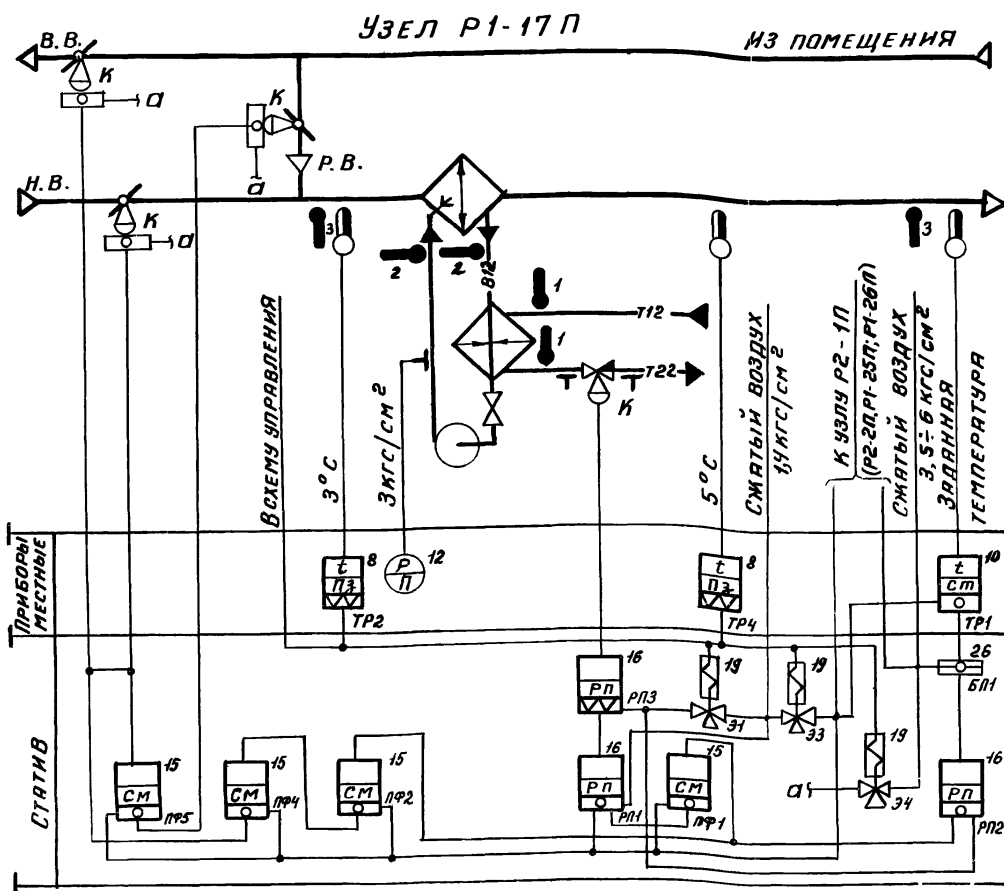 УЗЕЛ Р1-17П
В.В.
ИЗ ПОМЕЩЕНИЯ
К
а
К
Р.В.
а
Н.В.
К
а
3
3
2
2
В12
1
1
Т12
Т22
К
В СХЕМУ УПРАВЛЕНИЯ
3°С
3 КГС/СМ²
5°С
СЖАТЫЙ ВОЗДУХ
1,4 КГС/СМ²
К УЗЛУ Р2-1П
(Р2-2П, Р1-25П; Р1-26П)
СЖАТЫЙ ВОЗДУХ
3,5÷6 КГС/СМ²
ЗАДАННАЯ
ТЕМПЕРАТУРА
ПРИБОРЫ
МЕСТНЫЕ
t
ПЗ
8
ТР2
Р
П
12
t
ПЗ
8
ТР4
t
СТ
10
ТР1
26
БП1
СТАТИВ
16
РП
РП3
19
Э1
19
Э3
19
Э4
а
15
СМ
ПФ5
15
СМ
ПФ4
15
СМ
ПФ2
16
РП
РП1
15
СМ
ПФ1
16
РП
РП2